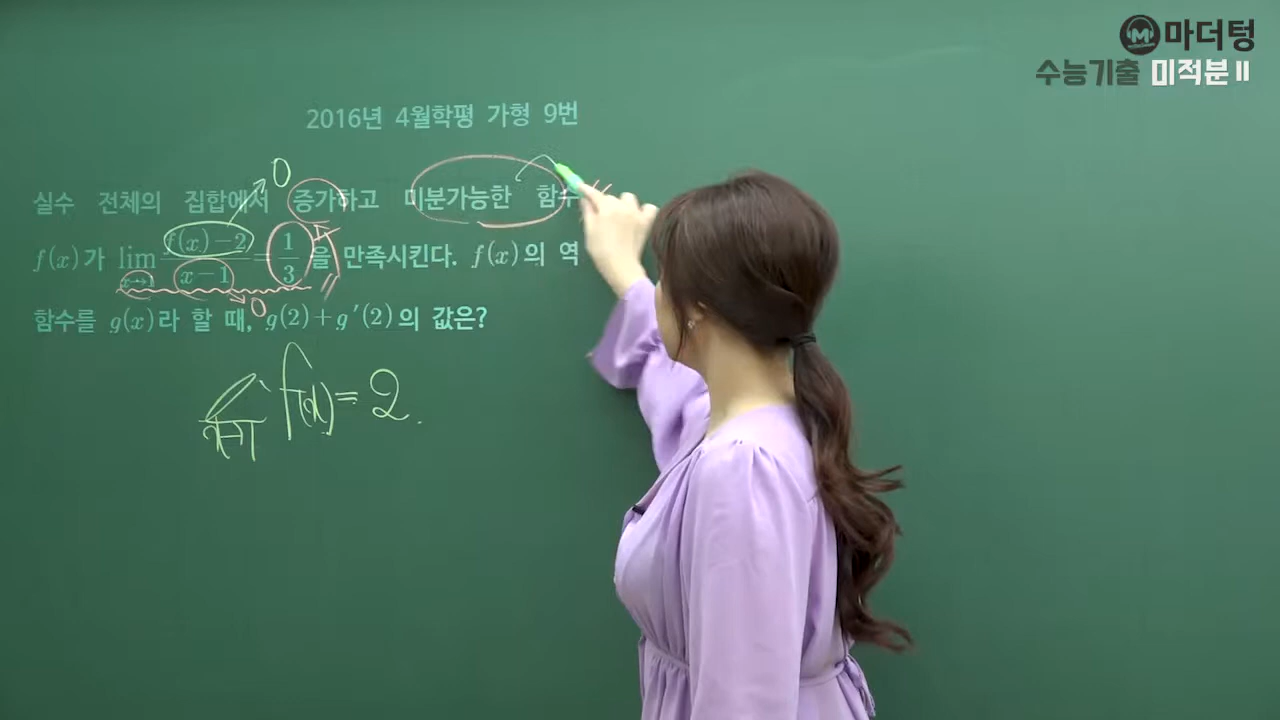 마더텅
수능기출 미적분 II
2016년 4월학평 가형 9번
실수 전체의 집합에서 증가하고 미분가능한 함수
f(x)가 lim x→1 f(x)−2 / x−1 = 1/3 을 만족시킨다. f(x)의 역
함수를 g(x)라 할 때, g(2)+g′(2)의 값은?
0
0
lim x→1 f(x) = 2.